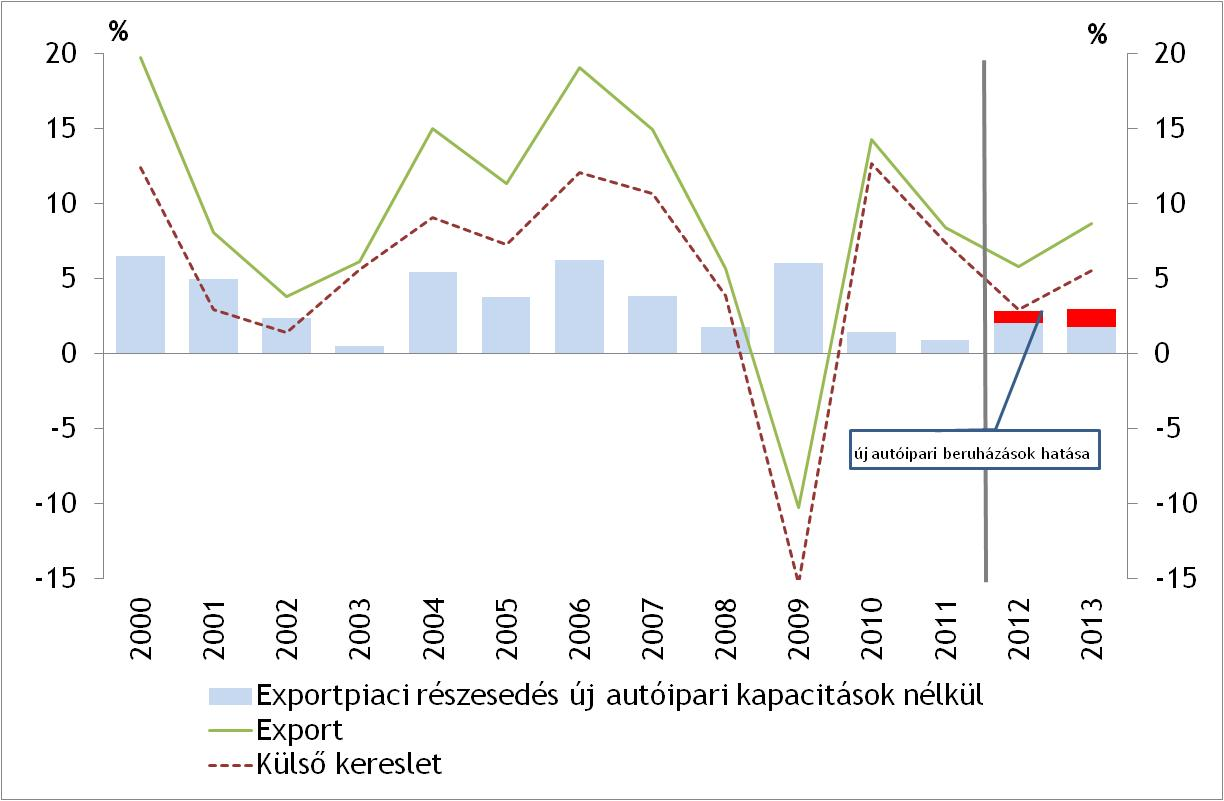 % %
20 20
15 15
10 10
5 5
0 0
-5 -5
új autóipari beruházások hatása
-10 -10
-15 -15
2000 2001 2002 2003 2004 2005 2006 2007 2008 2009 2010 2011 2012 2013
Exportpiaci részesedés új autóipari kapacitások nélkül
Export
Külső kereslet